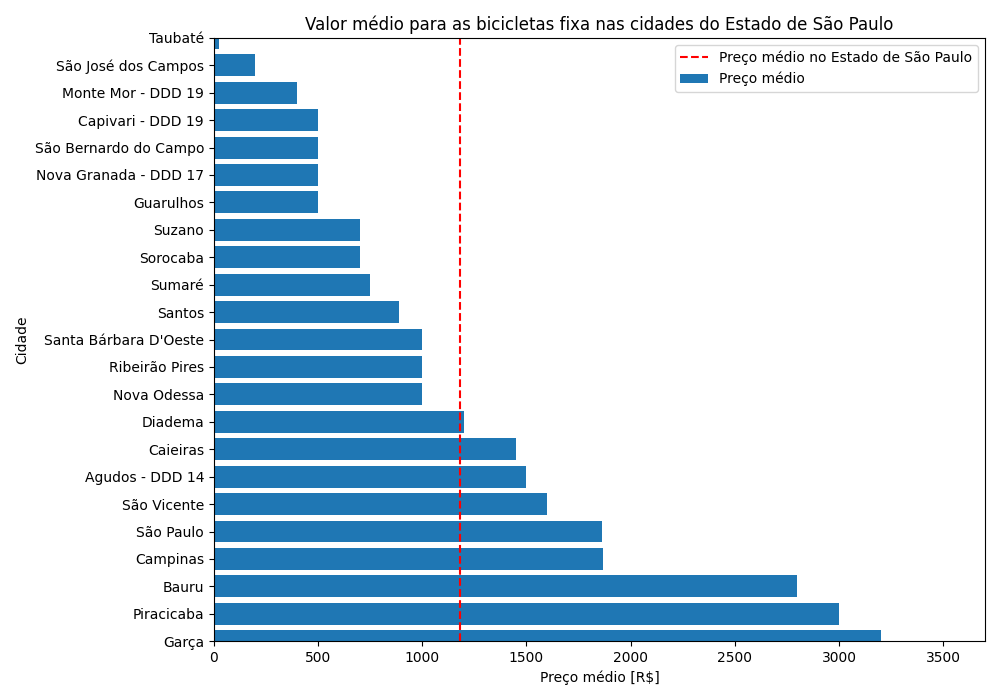 Valor médio para as bicicletas fixa nas cidades do Estado de São Paulo
Preço médio no Estado de São Paulo
Preço médio
Cidade
Taubaté
São José dos Campos
Monte Mor - DDD 19
Capivari - DDD 19
São Bernardo do Campo
Nova Granada - DDD 17
Guarulhos
Suzano
Sorocaba
Sumaré
Santos
Santa Bárbara D'Oeste
Ribeirão Pires
Nova Odessa
Diadema
Caieiras
Agudos - DDD 14
São Vicente
São Paulo
Campinas
Bauru
Piracicaba
Garça
0 500 1000 1500 2000 2500 3000 3500
Preço médio [R$]